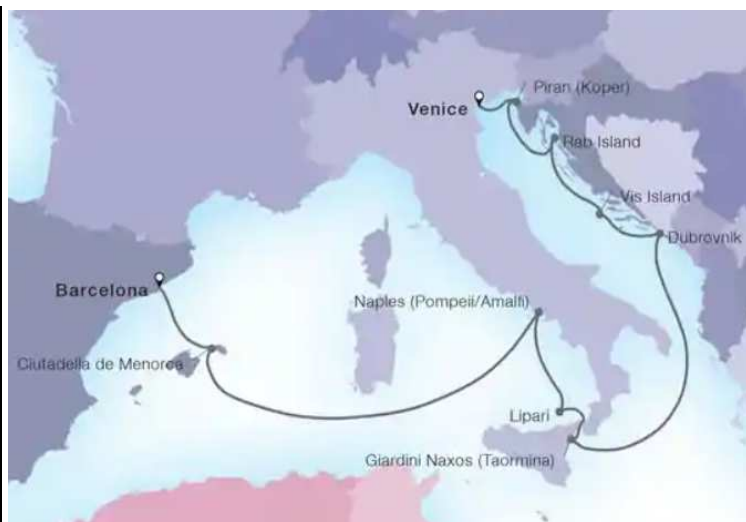 Piran (Koper)
Venice
Rab Island
Vis Island
Dubrovnik
Barcelona
Naples (Pompeii/Amalfi)
Ciutadella de Menorca
Lipari
Giardini Naxos (Taormina)